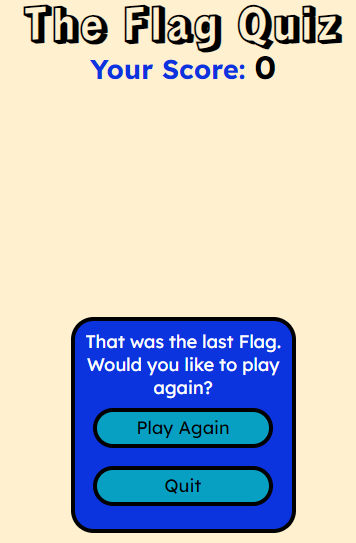 The Flag Quiz
Your Score: 0
That was the last Flag.
Would you like to play
again?
Play Again
Quit